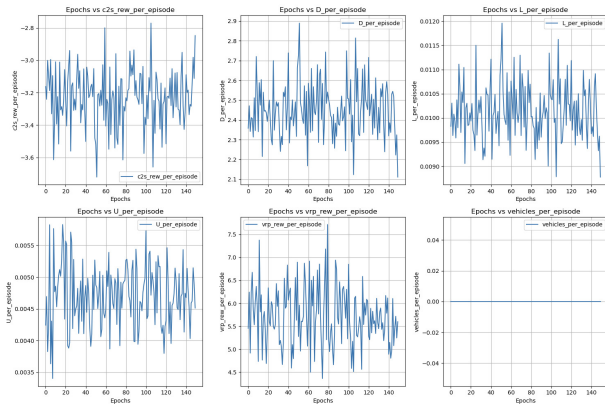 Epochs vs c2s_rew_per_episode
c2s_rew_per_episode
−2.8
−3.0
−3.2
−3.4
−3.6
0 20 40 60 80 100 120 140
Epochs
c2s_rew_per_episode
Epochs vs D_per_episode
D_per_episode
2.9
2.8
2.7
2.6
2.5
2.4
2.3
2.2
2.1
0 20 40 60 80 100 120 140
Epochs
D_per_episode
Epochs vs L_per_episode
L_per_episode
0.0120
0.0115
0.0110
0.0105
0.0100
0.0095
0.0090
0 20 40 60 80 100 120 140
Epochs
L_per_episode
Epochs vs U_per_episode
U_per_episode
0.0055
0.0050
0.0045
0.0040
0.0035
0 20 40 60 80 100 120 140
Epochs
U_per_episode
Epochs vs vrp_rew_per_episode
vrp_rew_per_episode
7.5
7.0
6.5
6.0
5.5
5.0
4.5
0 20 40 60 80 100 120 140
Epochs
vrp_rew_per_episode
Epochs vs vehicles_per_episode
vehicles_per_episode
0.04
0.02
0.00
−0.02
−0.04
0 20 40 60 80 100 120 140
Epochs
vehicles_per_episode